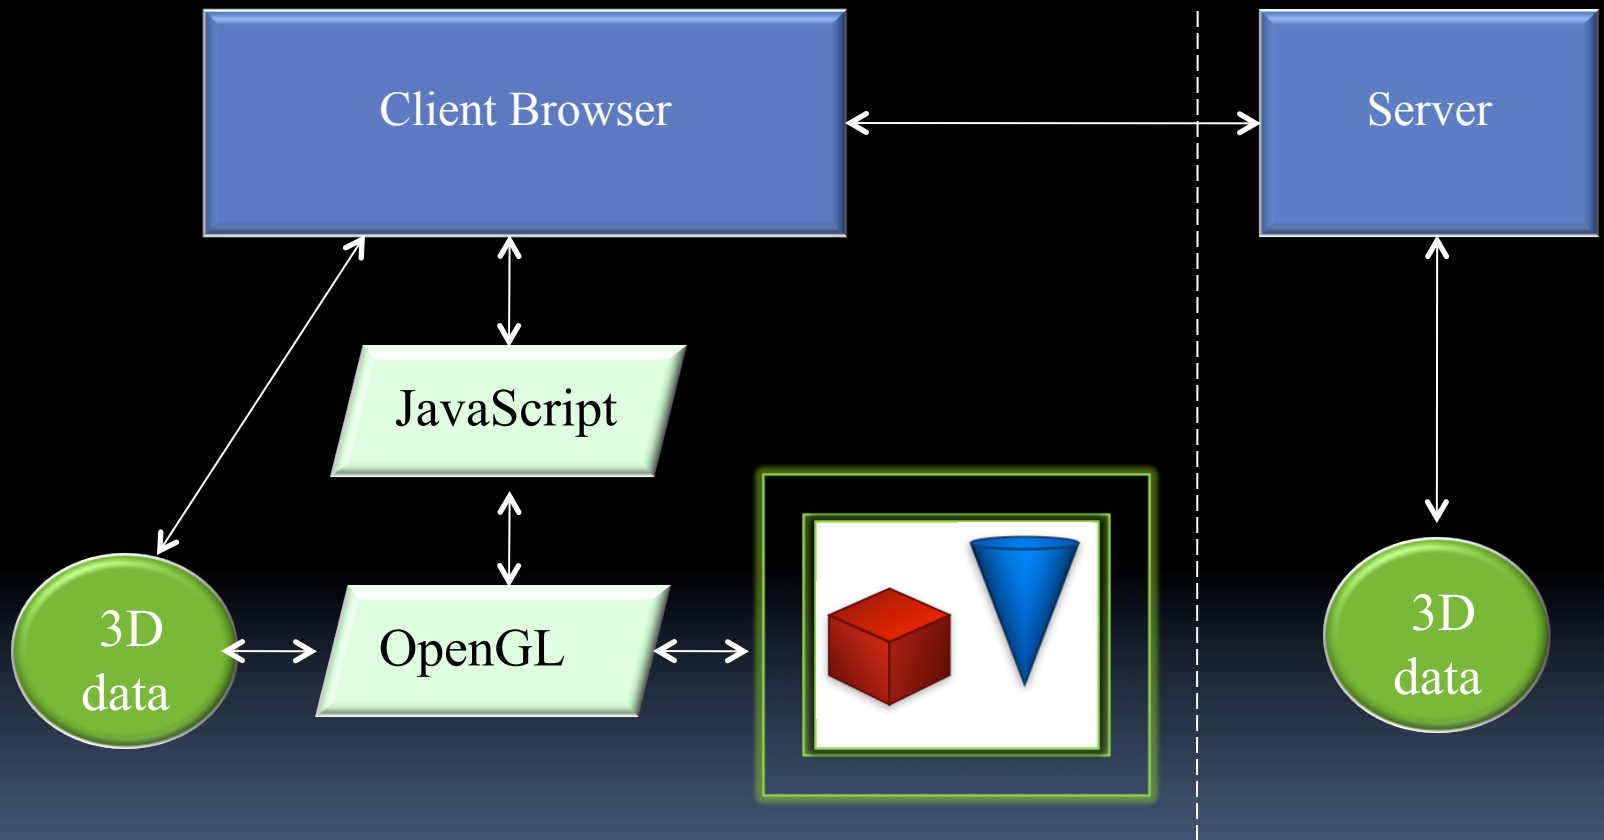 Client Browser
Server
JavaScript
OpenGL
3D
data
3D
data